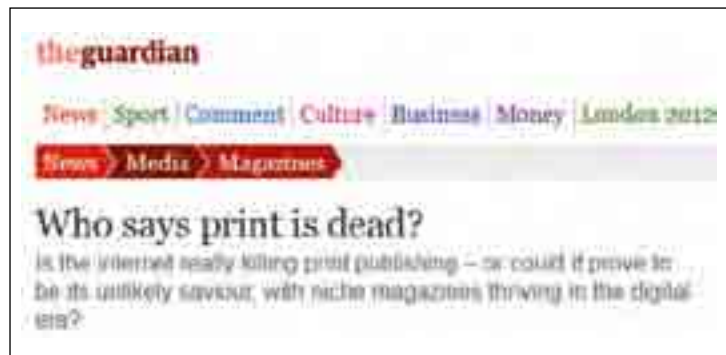 theguardian
News Sport Comment Culture Business Money London 2012
News Media Magazines
Who says print is dead?
Is the internet really killing print publishing – or could it prove to
be its unlikely saviour, with niche magazines thriving in the digital
era?